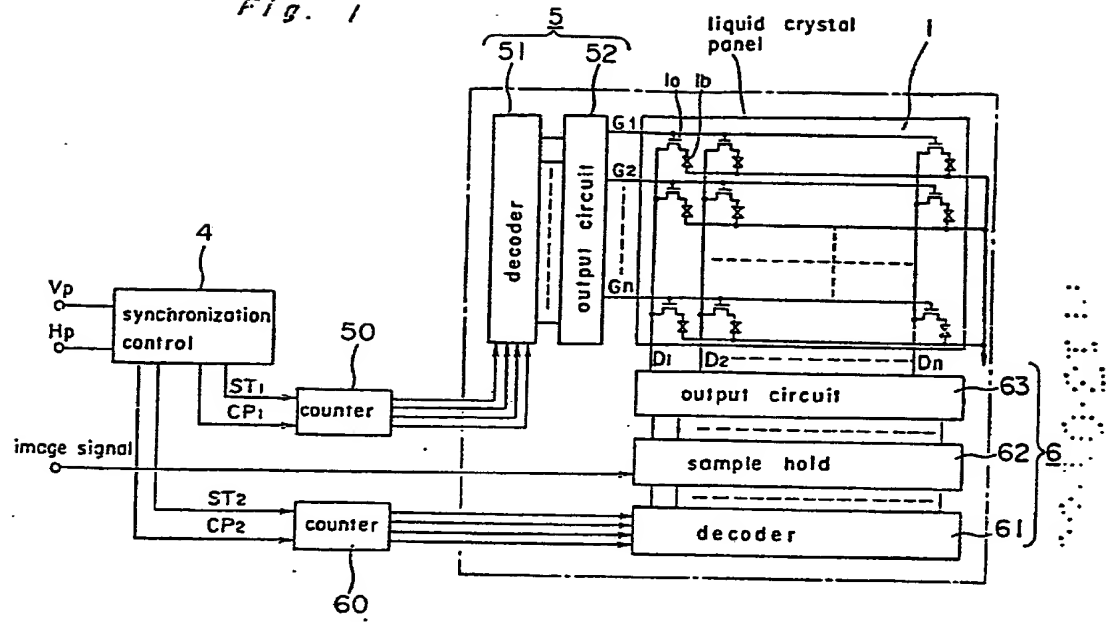 Fig. 1
5
51
52
liquid crystal
panel
1
1a
1b
G1
G2
Gn
decoder
output circuit
4
Vp
Hp
synchronization
control
50
ST1
CP1
counter
D1
D2
Dn
output circuit
63
image signal
sample hold
62
6
ST2
CP2
counter
60
decoder
61